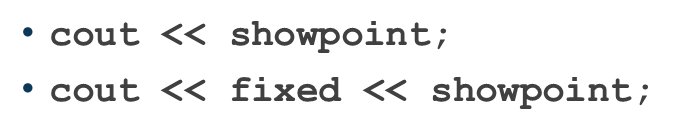 • cout << showpoint;
• cout << fixed << showpoint;